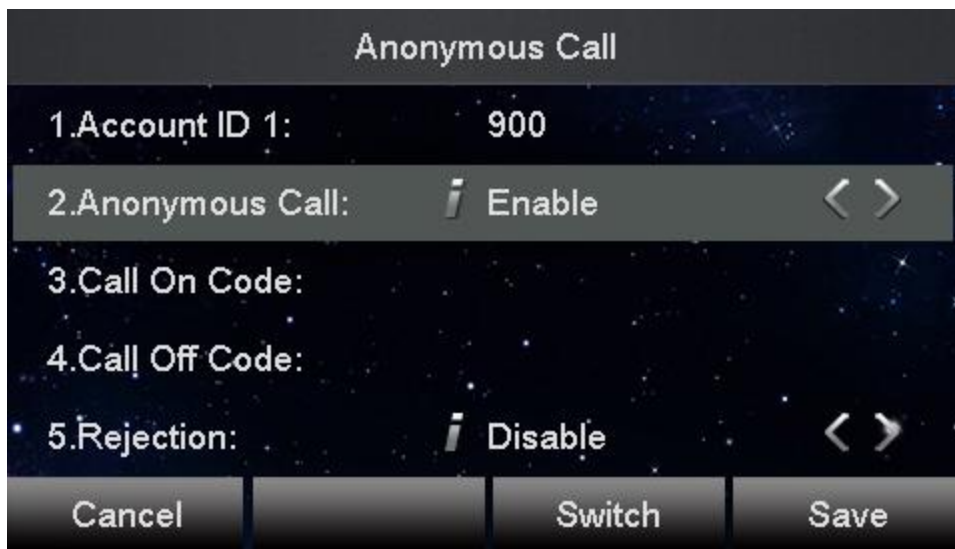 Anonymous Call
1.Account ID 1: 900
2.Anonymous Call: i Enable
3.Call On Code:
4.Call Off Code:
5.Rejection: i Disable
Cancel Switch Save